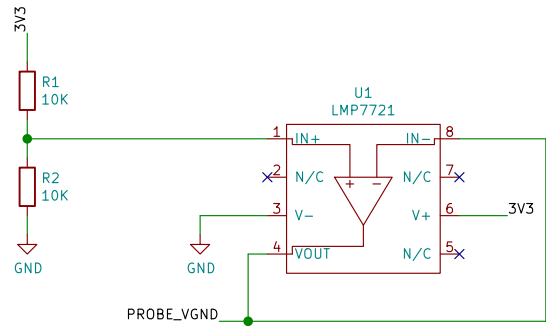 3V3
R1
10K
U1
LMP7721
1 IN+ IN- 8
+ -
2 N/C N/C 7
R2
10K
3 V- V+ 6 3V3
GND
GND
4 VOUT N/C 5
PROBE_VGND